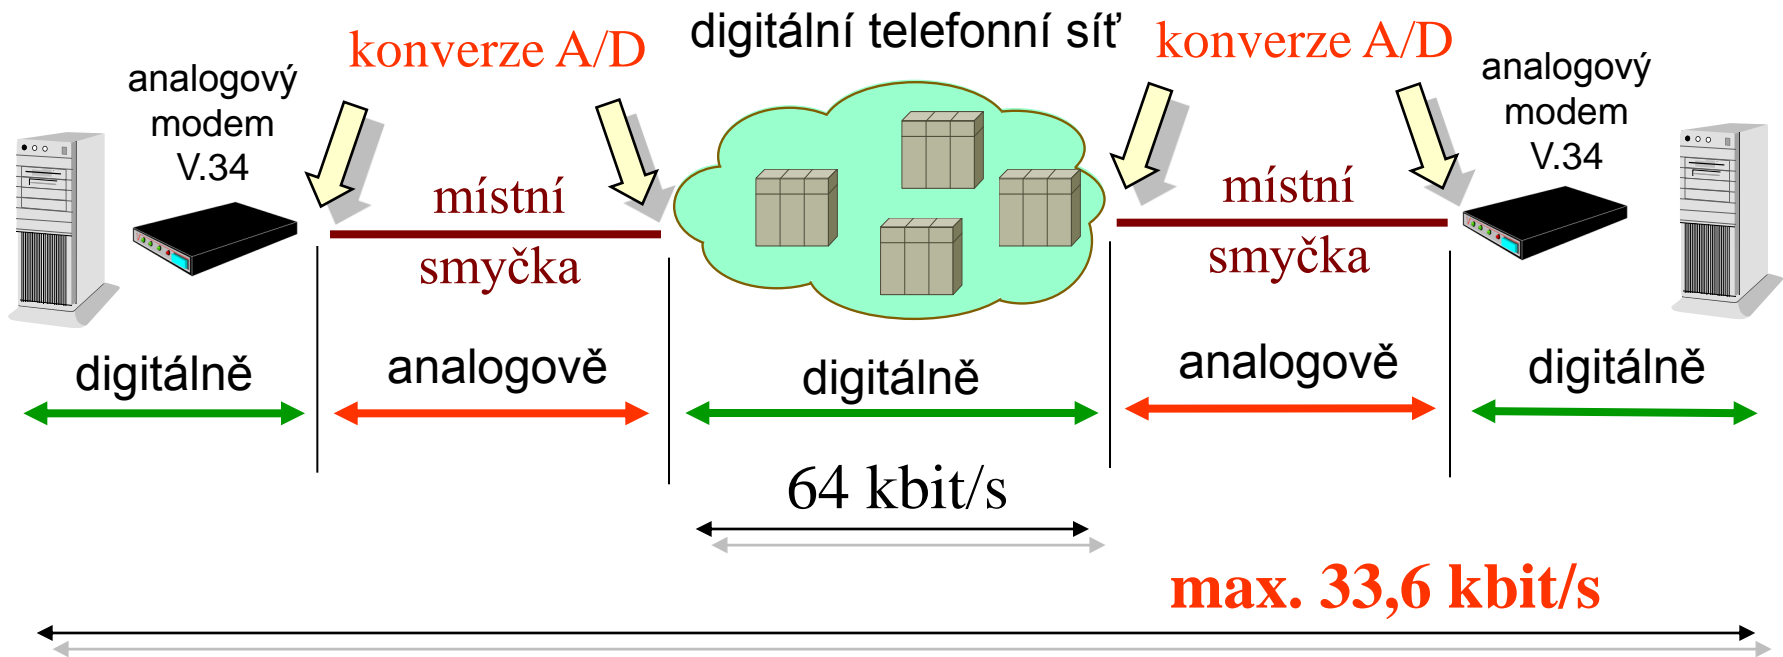 digitální telefonní síť
konverze A/D
konverze A/D
analogový
modem
V.34
analogový
modem
V.34
místní
smyčka
místní
smyčka
digitálně
analogově
digitálně
analogově
digitálně
64 kbit/s
max. 33,6 kbit/s